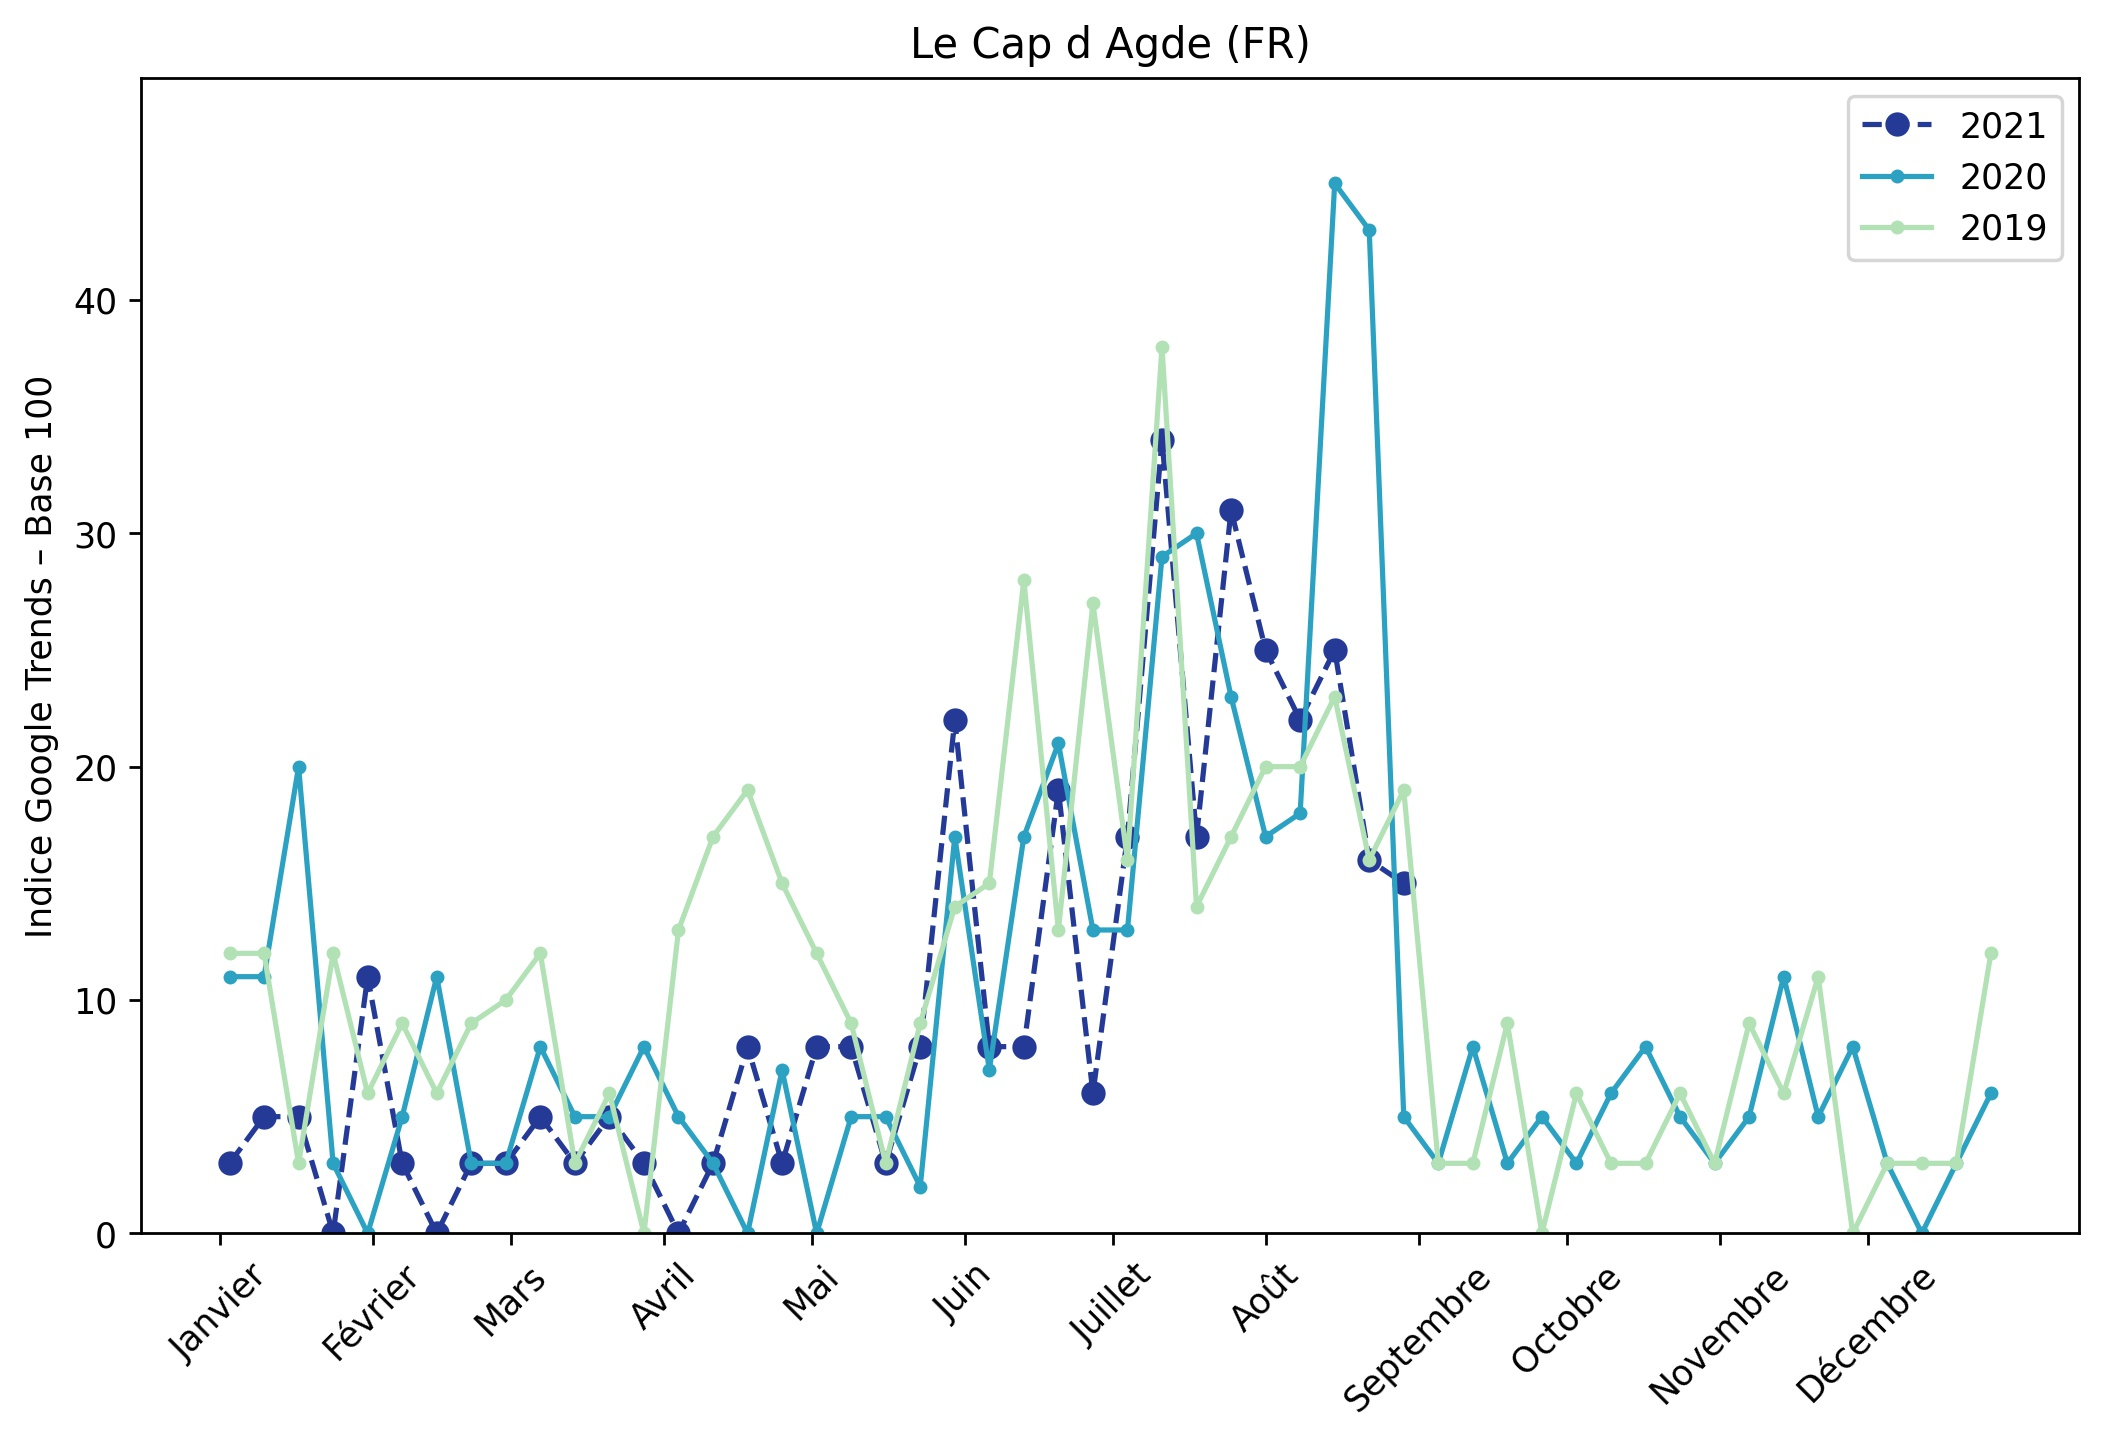 Le Cap d Agde (FR)
2021
2020
2019
Indice Google Trends – Base 100
40
30
20
10
0
Janvier
Février
Mars
Avril
Mai
Juin
Juillet
Août
Septembre
Octobre
Novembre
Décembre